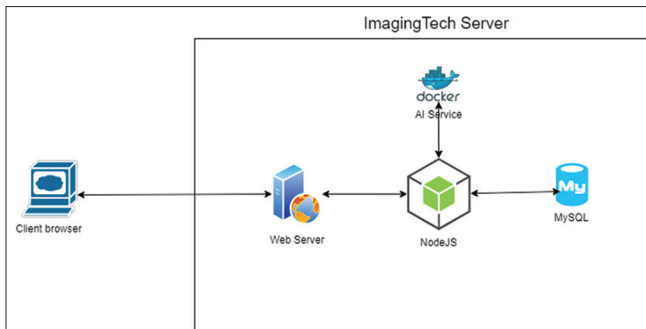 ImagingTech Server
docker
AI Service
Client browser
Web Server
NodeJS
My
MySQL